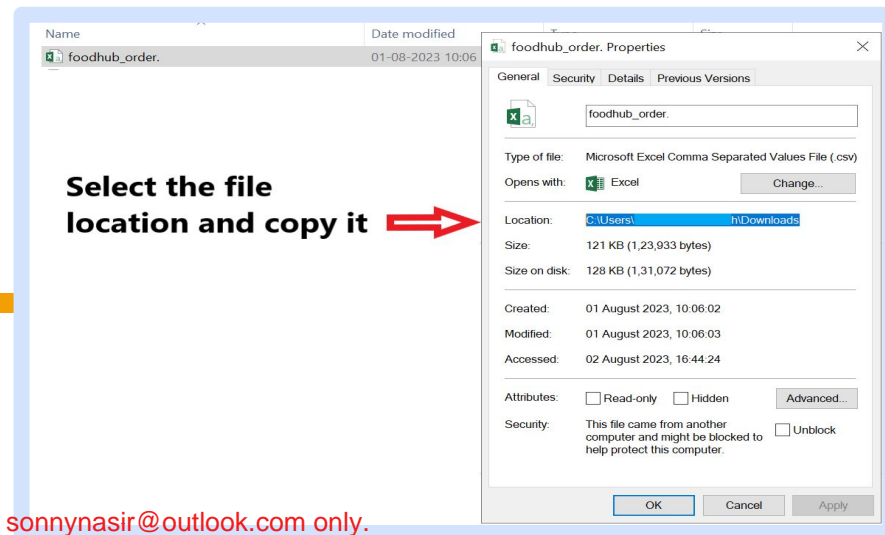 Name Date modified
foodhub_order. 01-08-2023 10:06
foodhub_order. Properties
General Security Details Previous Versions
foodhub_order.
Type of file: Microsoft Excel Comma Separated Values File (.csv)
Opens with: Excel Change...
Select the file
location and copy it
Location: C:\Users\ h\Downloads
Size: 121 KB (1,23,933 bytes)
Size on disk: 128 KB (1,31,072 bytes)
Created: 01 August 2023, 10:06:02
Modified: 01 August 2023, 10:06:03
Accessed: 02 August 2023, 16:44:24
Attributes: Read-only Hidden Advanced...
Security: This file came from another
computer and might be blocked to
help protect this computer.
Unblock
OK Cancel Apply
sonnynasir@outlook.com only.